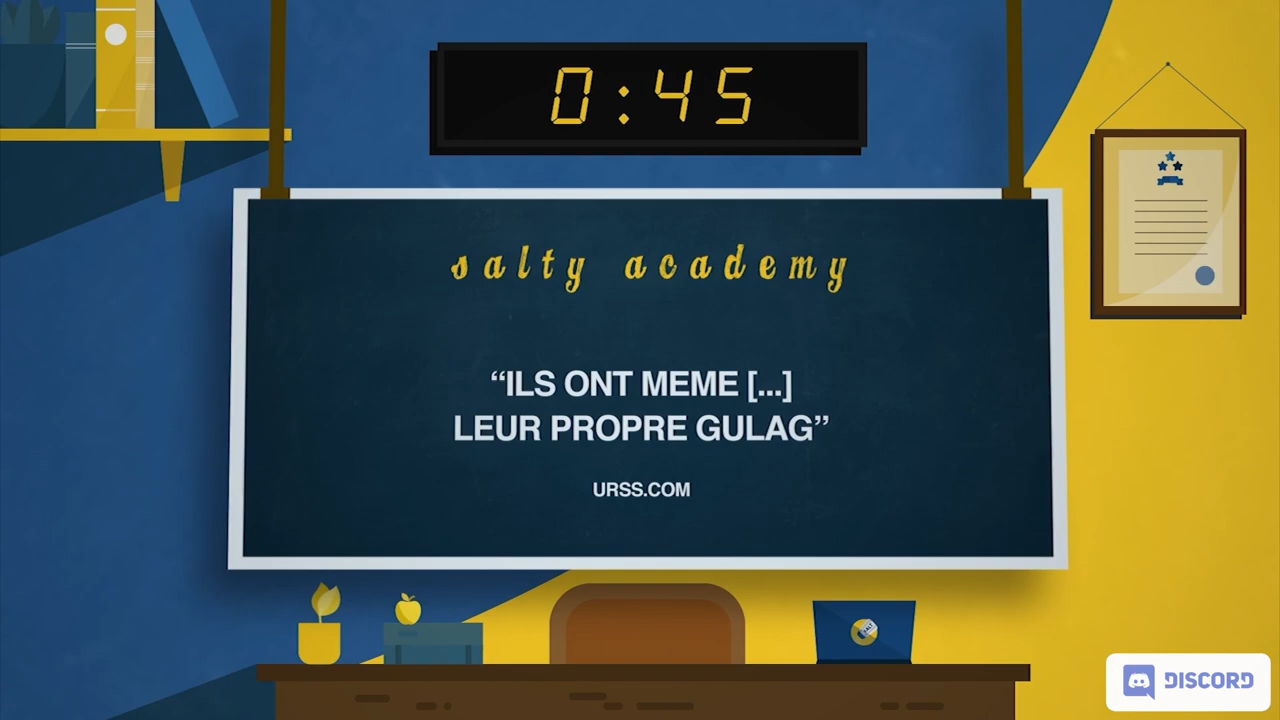 0:45
salty academy
“ILS ONT MEME [...]
LEUR PROPRE GULAG”
URSS.COM
DISCORD